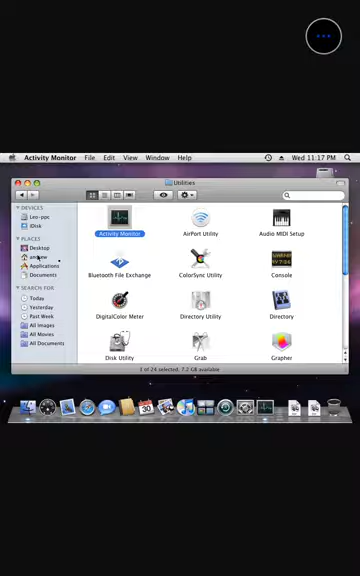 Activity Monitor File Edit View Window Help Wed 11:17 PM
Utilities
DEVICES
Leo-ppc
iDisk
PLACES
Desktop
andrew
Applications
Documents
SEARCH FOR
Today
Yesterday
Past Week
All Images
All Movies
All Documents
Activity Monitor
AirPort Utility
Audio MIDI Setup
Bluetooth File Exchange
ColorSync Utility
Console
DigitalColor Meter
Directory Utility
Directory
Disk Utility
Grab
Grapher
1 of 24 selected, 7.2 GB available